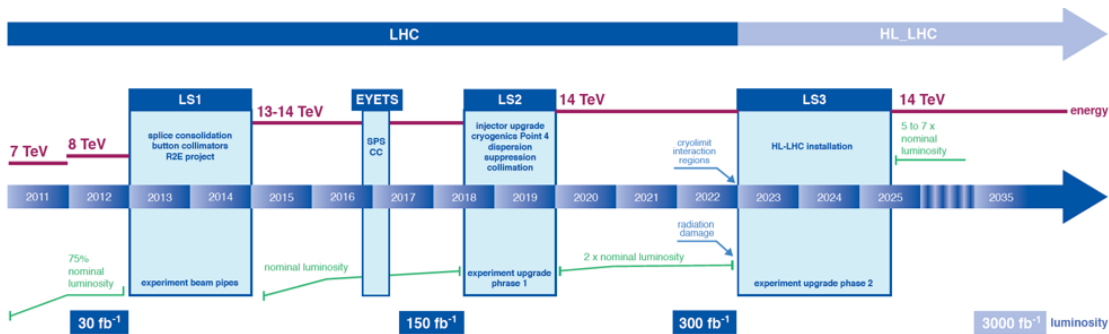 LHC
HL_LHC
LS1
EYETS
LS2
LS3
7 TeV
8 TeV
13-14 TeV
14 TeV
14 TeV
energy
splice consolidation
button collimators
R2E project
SPS
CC
injector upgrade
cryogenics Point 4
dispersion
suppression
collimation
cryolimit
interaction
regions
HL-LHC installation
5 to 7 x
nominal
luminosity
2011
2012
2013
2014
2015
2016
2017
2018
2019
2020
2021
2022
2023
2024
2025
2035
75%
nominal
luminosity
experiment beam pipes
nominal luminosity
experiment upgrade
phrase 1
2 x nominal luminosity
radiation
damage
experiment upgrade phase 2
30 fb⁻¹
150 fb⁻¹
300 fb⁻¹
3000 fb⁻¹
luminosity